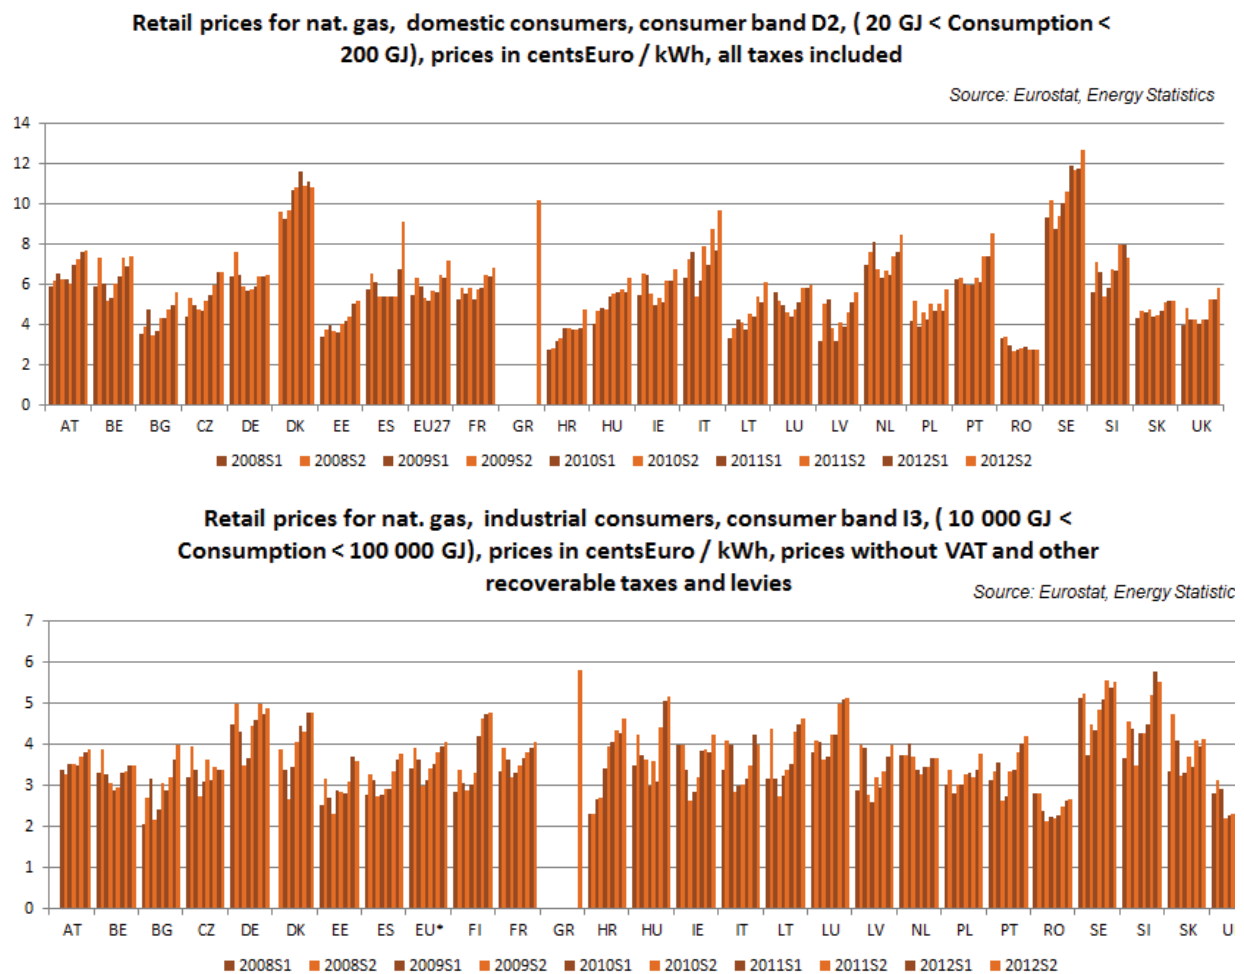 Retail prices for nat. gas, domestic consumers, consumer band D2, ( 20 GJ < Consumption <
200 GJ), prices in centsEuro / kWh, all taxes included
Source: Eurostat, Energy Statistics
14
12
10
8
6
4
2
0
AT BE BG CZ DE DK EE ES EU27 FR GR HR HU IE IT LT LU LV NL PL PT RO SE SI SK UK
2008S1 2008S2 2009S1 2009S2 2010S1 2010S2 2011S1 2011S2 2012S1 2012S2
Retail prices for nat. gas, industrial consumers, consumer band I3, ( 10 000 GJ <
Consumption < 100 000 GJ), prices in centsEuro / kWh, prices without VAT and other
recoverable taxes and levies
Source: Eurostat, Energy Statistic
7
6
5
4
3
2
1
0
AT BE BG CZ DE DK EE ES EU* FI FR GR HR HU IE IT LT LU LV NL PL PT RO SE SI SK U
2008S1 2008S2 2009S1 2009S2 2010S1 2010S2 2011S1 2011S2 2012S1 2012S2